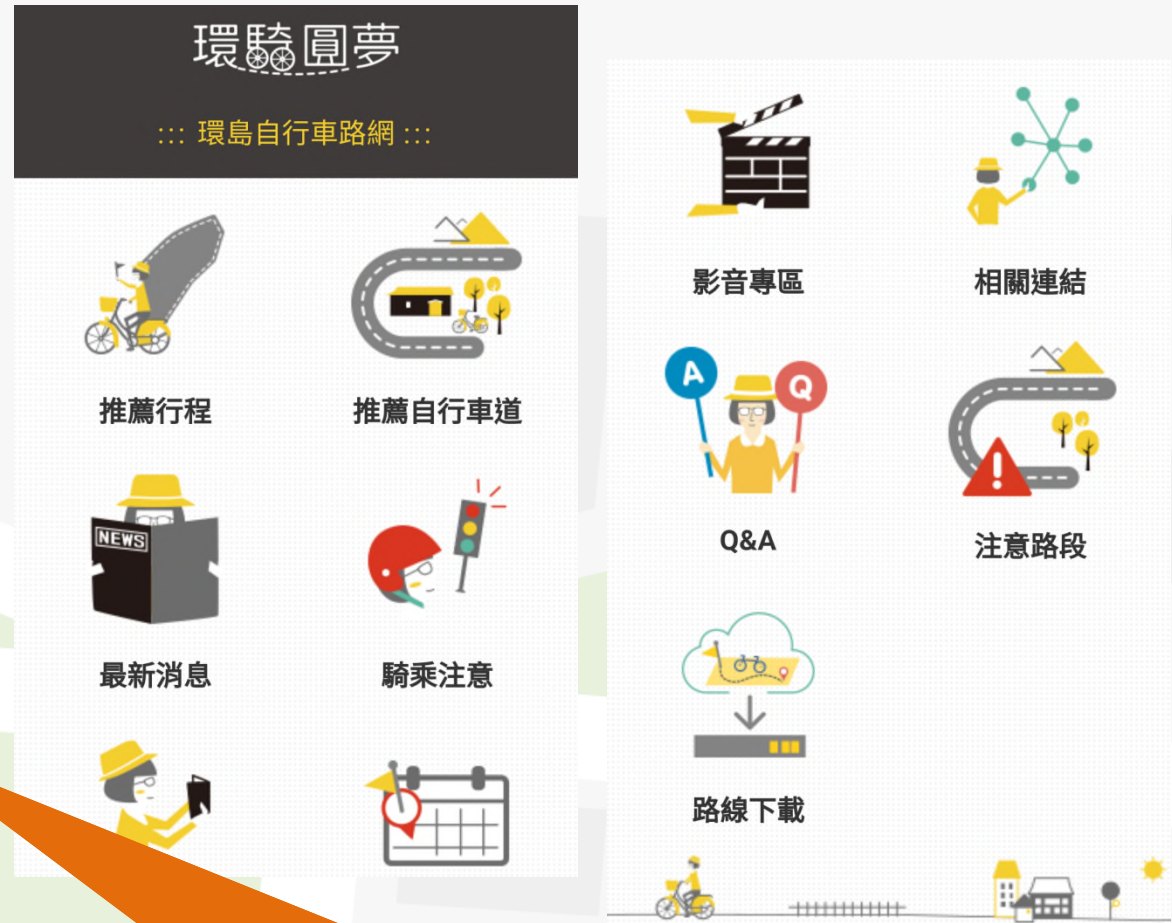 環騎圓夢
::: 環島自行車路網 :::
推薦行程
推薦自行車道
NEWS
最新消息
騎乘注意
影音專區
相關連結
A
Q
Q&A
注意路段
路線下載